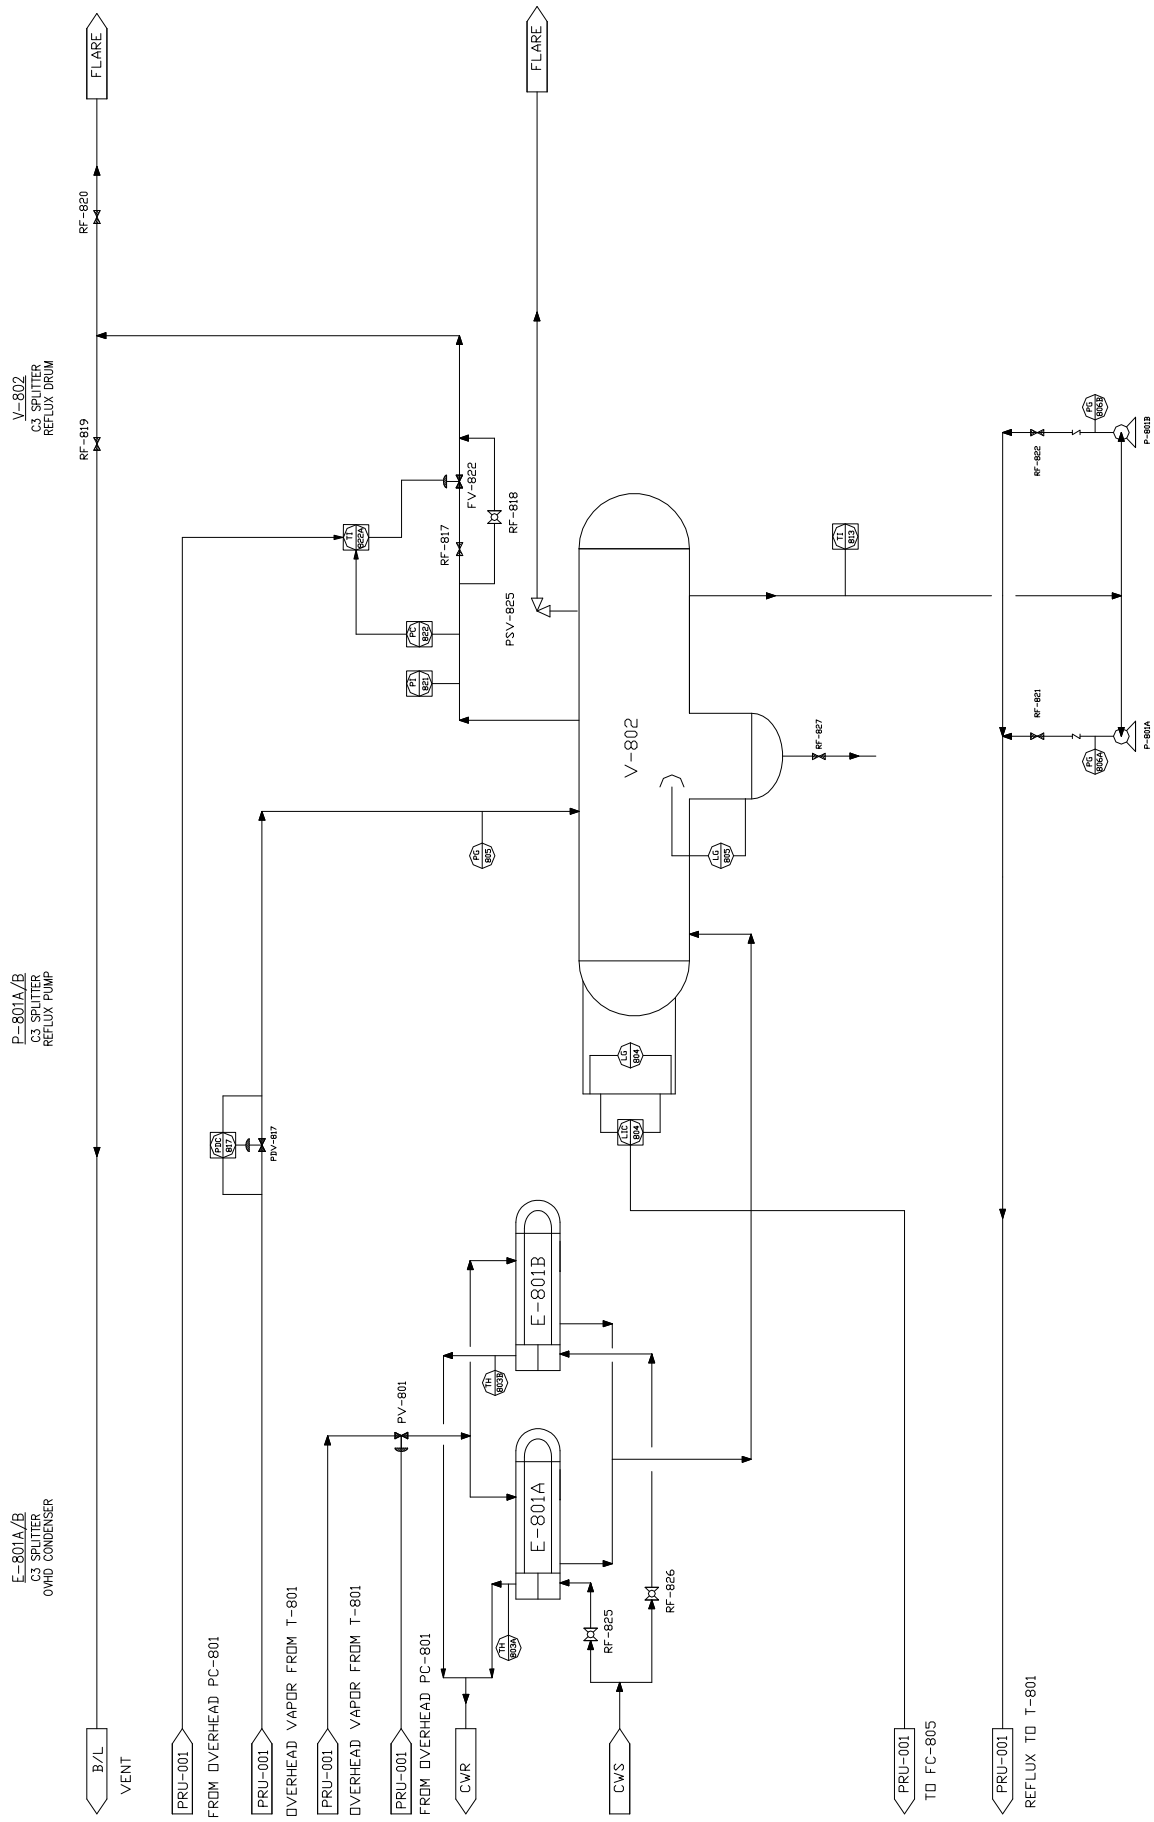 E-801A/B
C3 SPLITTER
OVHD CONDENSER
P-801A/B
C3 SPLITTER
REFLUX PUMP
V-802
C3 SPLITTER
REFLUX DRUM
B/L
VENT
RF-819
RF-820
FLARE
PRU-001
FROM OVERHEAD PC-801
PRU-001
OVERHEAD VAPOR FROM T-801
PDC
817
PDV-817
TI
822A
PRU-001
OVERHEAD VAPOR FROM T-801
PRU-001
FROM OVERHEAD PC-801
PV-801
PI
821
PC
822
RF-817
FV-822
RF-818
CWR
TH
803A
TH
803B
PG
805
PSV-825
FLARE
E-801A
E-801B
RF-825
RF-826
CWS
LIC
804
LG
804
V-802
LG
805
RF-827
TI
813
PRU-001
TO FC-805
PRU-001
REFLUX TO T-801
RF-821
RF-822
PG
806A
PG
806B
P-801A
P-801B